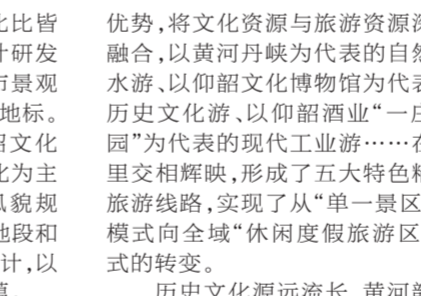 比比皆
计研发
市景观
地标。
韶文化
化为主
风貌规
地段和
计,以
优势,将文化资源与旅游资源深
融合,以黄河丹峡为代表的自然
水游、以仰韶文化博物馆为代表
历史文化游、以仰韶酒业“一庄
园”为代表的现代工业游……在
里交相辉映,形成了五大特色精
旅游线路,实现了从“单一景区
模式向全域“休闲度假旅游区
式的转变。
历史文化源远流长,黄河韵